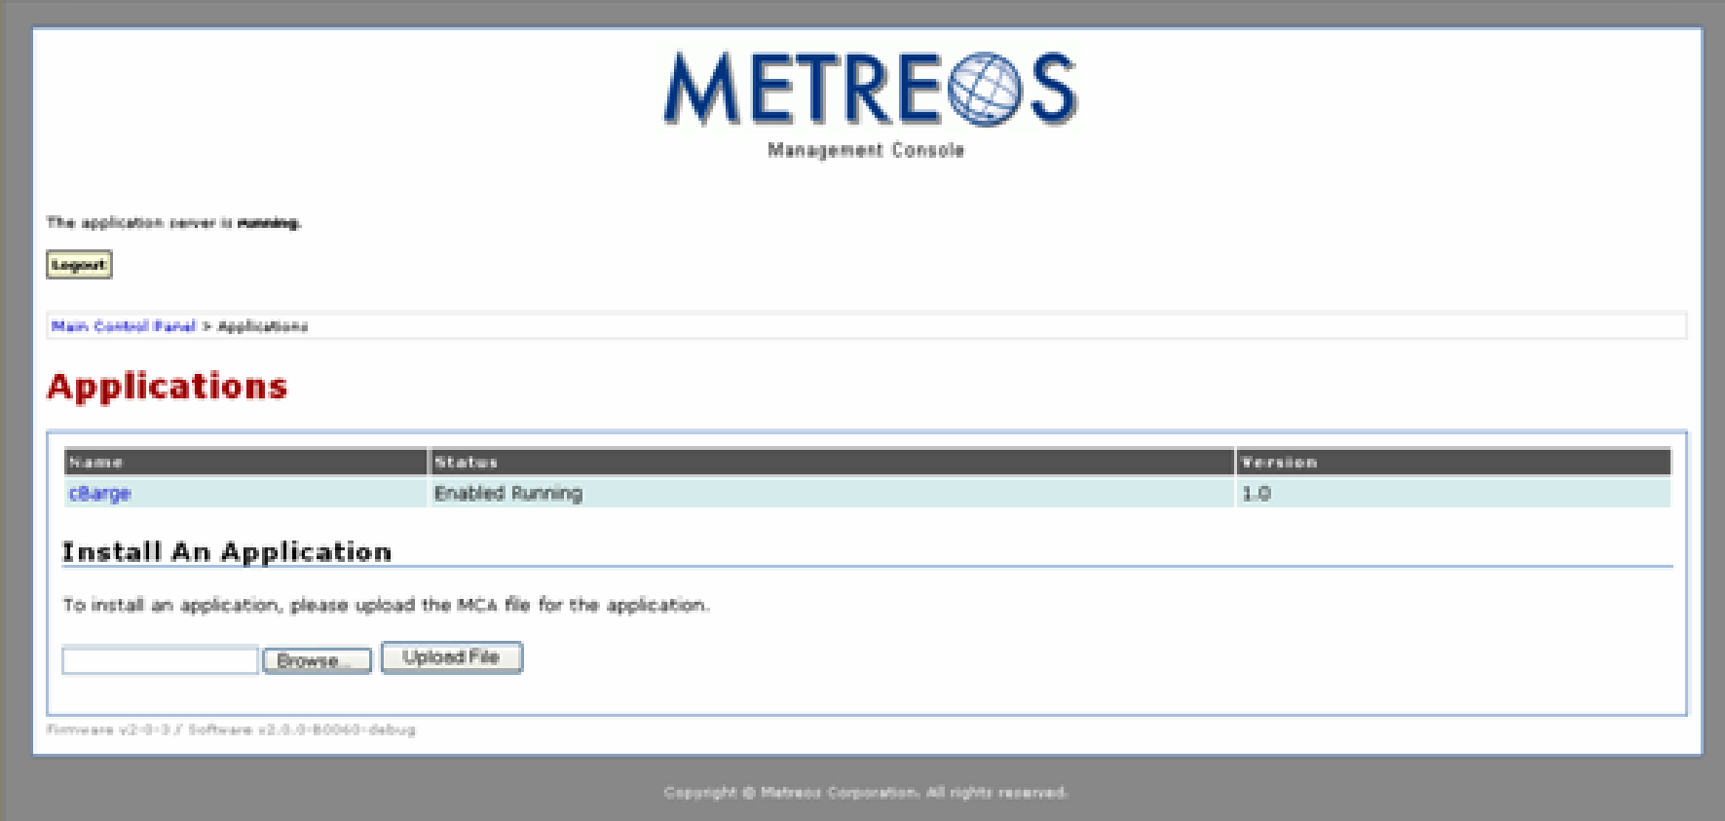 METREOS
Management Console
The application server is running.
Logout
Main Control Panel > Applications
Applications
Name Status Version
cBarge Enabled Running 1.0
Install An Application
To install an application, please upload the MCA file for the application.
Browse... Upload File
Firmware v2-0-3 / Software v2.0.0-B0060-debug
Copyright © Metreos Corporation. All rights reserved.